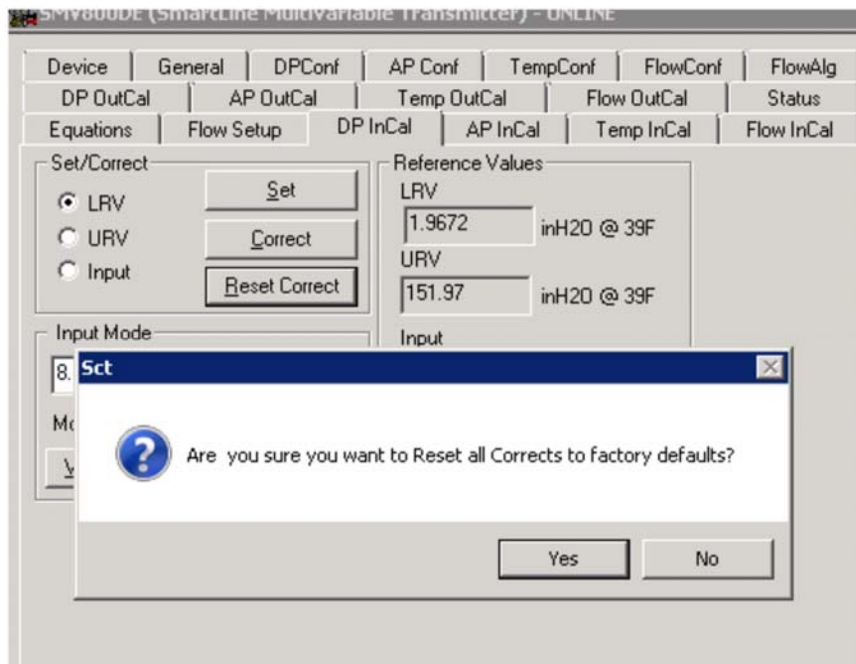 SMV800DE (SmartLine Multivariable Transmitter) - ONLINE
Device General DPConf AP Conf TempConf FlowConf FlowAlg
DP OutCal AP OutCal Temp OutCal Flow OutCal Status
Equations Flow Setup DP InCal AP InCal Temp InCal Flow InCal
Set/Correct
LRV
URV
Input
Set
Correct
Reset Correct
Reference Values
LRV
1.9672 inH2O @ 39F
URV
151.97 inH2O @ 39F
Input
Input Mode
8.
Sct
Are you sure you want to Reset all Corrects to factory defaults?
Yes No